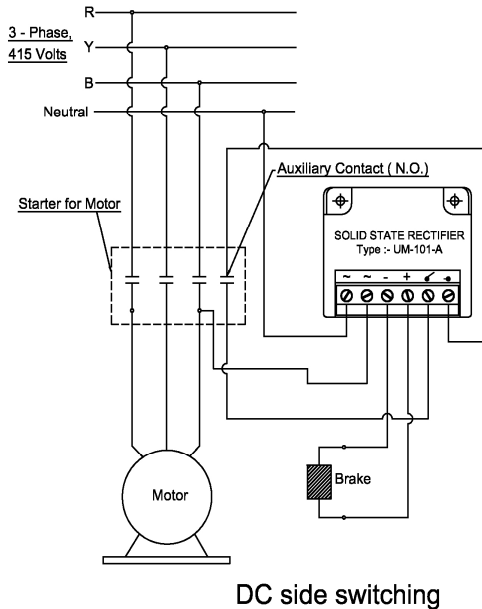 R
3 - Phase,
415 Volts
Y
B
Neutral
Auxiliary Contact ( N.O.)
Starter for Motor
SOLID STATE RECTIFIER
Type :- UM-101-A
~ ~ - +
Brake
Motor
DC side switching